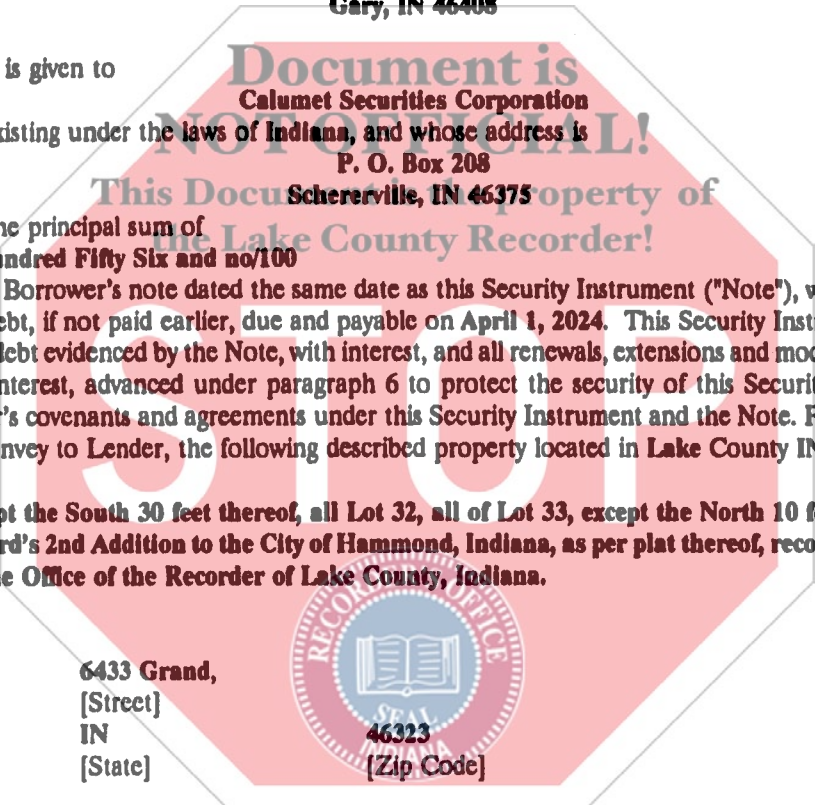 Gary, IN 46408
is given to
Document is
Calumet Securities Corporation
xisting under the laws of Indiana, and whose address is
NOT OFFICIAL!
P. O. Box 208
This Document is the property of
Schererville, IN 46375
he principal sum of
the Lake County Recorder!
undred Fifty Six and no/100
Borrower's note dated the same date as this Security Instrument ("Note"), w
ebt, if not paid earlier, due and payable on April 1, 2024. This Security Inst
debt evidenced by the Note, with interest, and all renewals, extensions and mod
nterest, advanced under paragraph 6 to protect the security of this Securit
r's covenants and agreements under this Security Instrument and the Note. F
nvey to Lender, the following described property located in Lake County IN
STOP
pt the South 30 feet thereof, all Lot 32, all of Lot 33, except the North 10 f
rd's 2nd Addition to the City of Hammond, Indiana, as per plat thereof, reco
e Office of the Recorder of Lake County, Indiana.
RECORDER'S OFFICE
SEAL
INDIANA
6433 Grand,
[Street]
IN 46323
[State] [Zip Code]